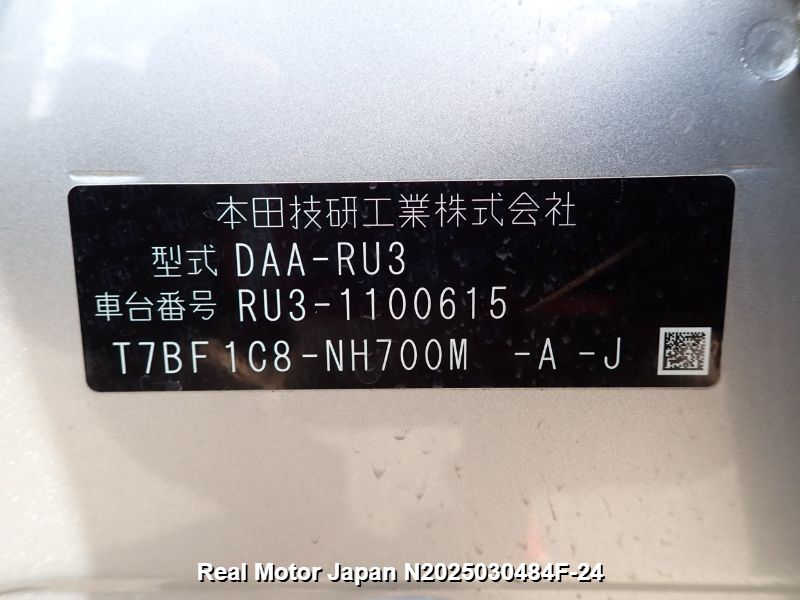 本田技研工業株式会社
型式 DAA-RU3
車台番号 RU3-1100615
T7BF1C8-NH700M -A -J
Real Motor Japan N2025030484F-24